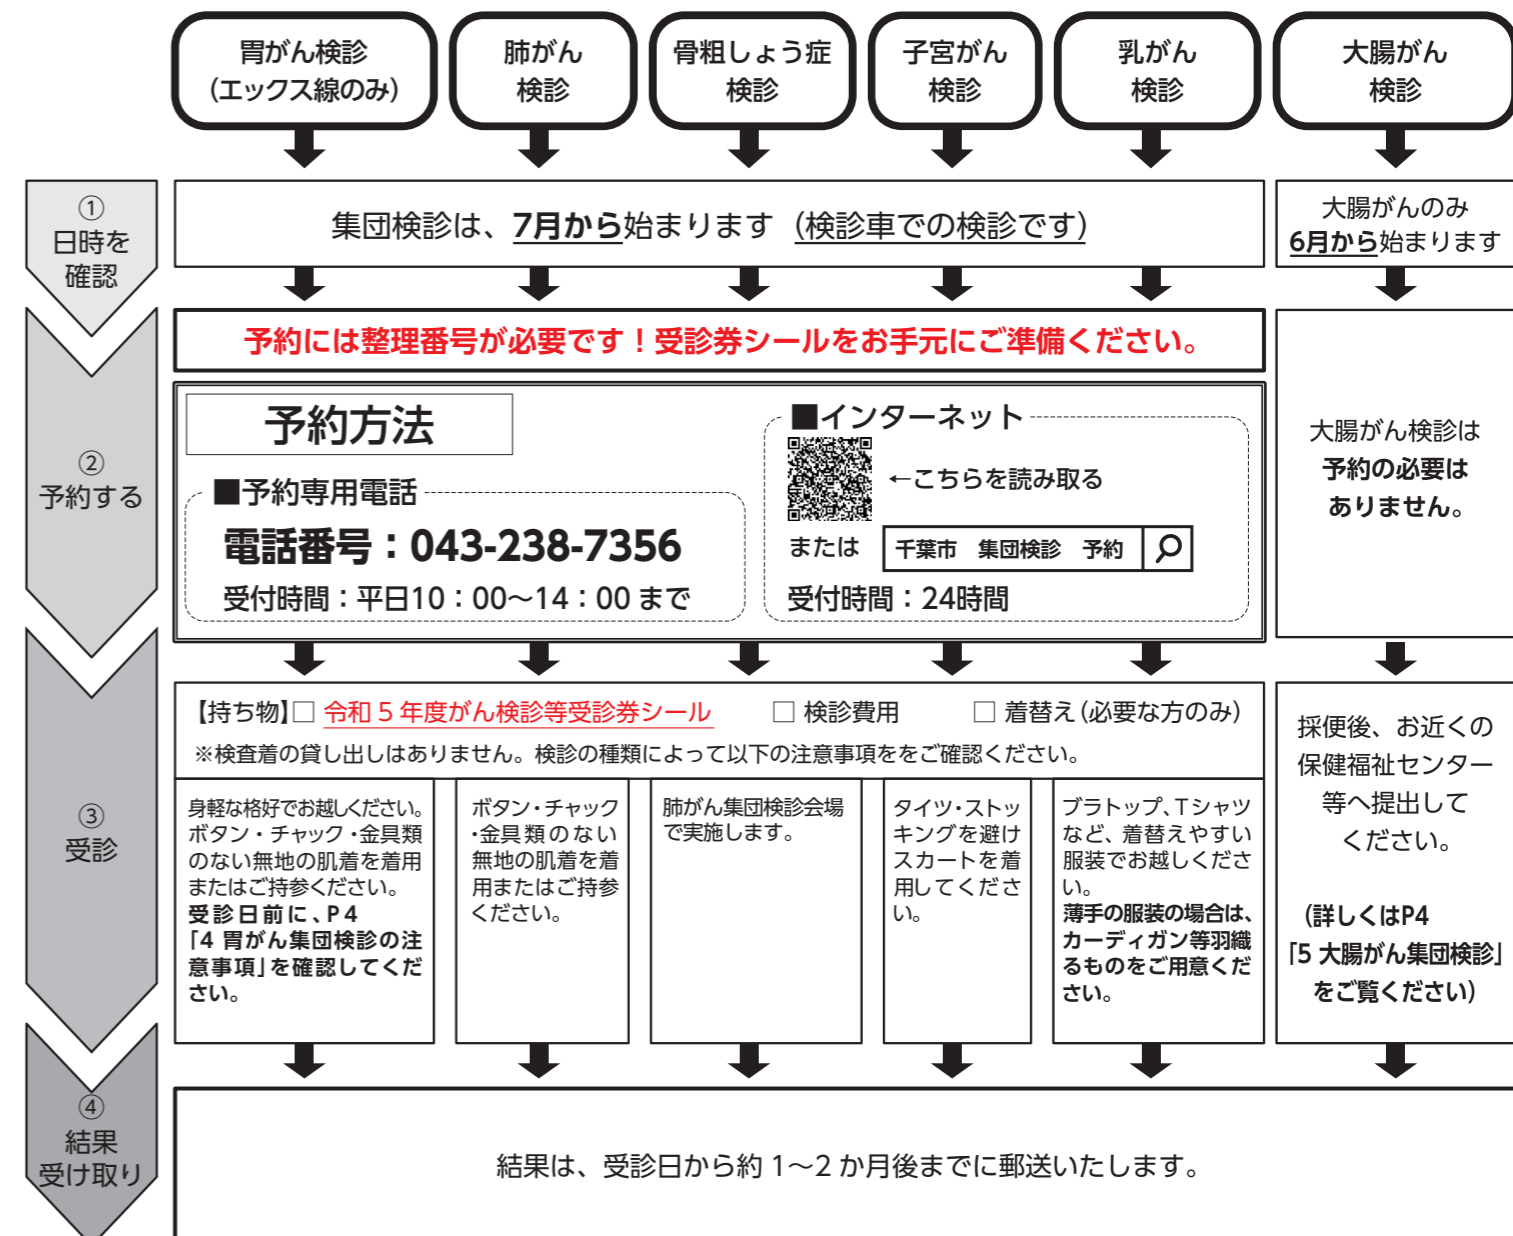 胃がん検診
(エックス線のみ)
肺がん
検診
骨粗しょう症
検診
子宮がん
検診
乳がん
検診
大腸がん
検診
①
日時を
確認
集団検診は、7月から始まります (検診車での検診です)
大腸がんのみ
6月から始まります
②
予約する
予約には整理番号が必要です！受診券シールをお手元にご準備ください。
予約方法
■予約専用電話
電話番号：043-238-7356
受付時間：平日10：00〜14：00 まで
■インターネット
←こちらを読み取る
または 千葉市 集団検診 予約
受付時間：24時間
大腸がん検診は
予約の必要は
ありません。
③
受診
【持ち物】□ 令和 5 年度がん検診等受診券シール □ 検診費用 □ 着替え(必要な方のみ)
※検査着の貸し出しはありません。検診の種類によって以下の注意事項ををご確認ください。
身軽な格好でお越しください。
ボタン・チャック・金具類
のない無地の肌着を着用
またはご持参ください。
受診日前に、P4
「4 胃がん集団検診の注
意事項」を確認してくだ
さい。
ボタン・チャック
・金具類のない
無地の肌着を着
用またはご持参
ください。
肺がん集団検診会場
で実施します。
タイツ・ストッ
キングを避け
スカートを着
用してくださ
い。
ブラトップ、Tシャツ
など、着替えやすい
服装でお越しくださ
い。
薄手の服装の場合は、
カーディガン等羽織
るものをご用意くだ
さい。
採便後、お近くの
保健福祉センター
等へ提出して
ください。
(詳しくはP4
「5 大腸がん集団検診」
をご覧ください)
④
結果
受け取り
結果は、受診日から約 1〜2 か月後までに郵送いたします。